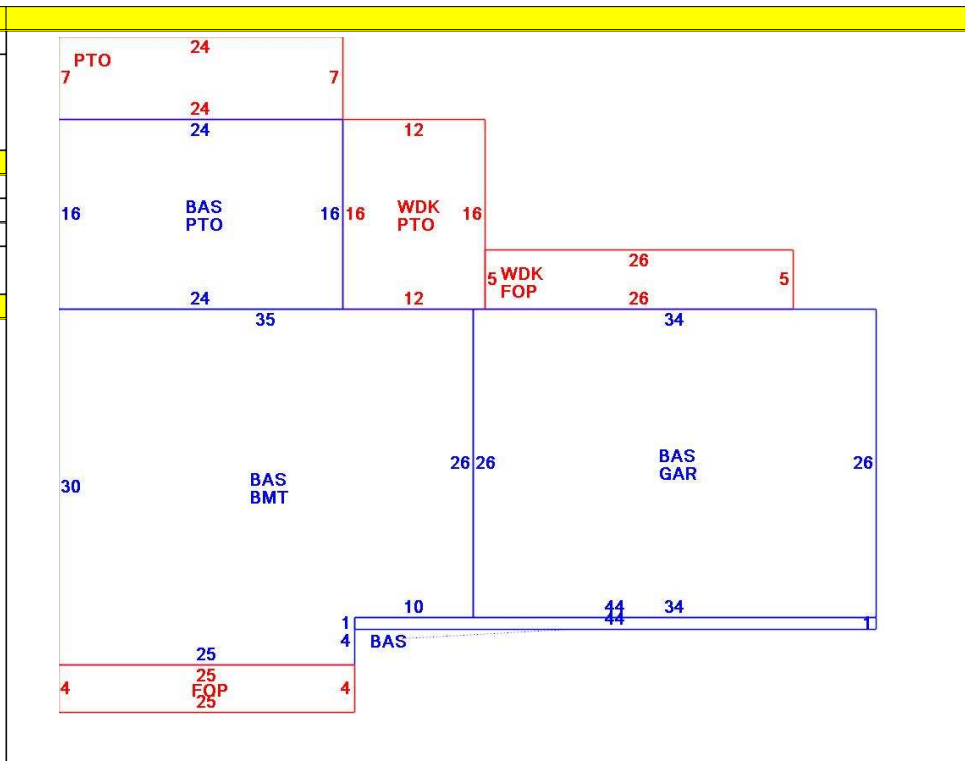 24
PTO
7 7
24
24 12
16 BAS
PTO 16 16 WDK
PTO 16
26
5 WDK
FOP 5
24 12 26
35 34
30 BAS
BMT 26 26 BAS
GAR 26
10 44 34
1 44 1
4 BAS
25
25
4 FOP 4
25